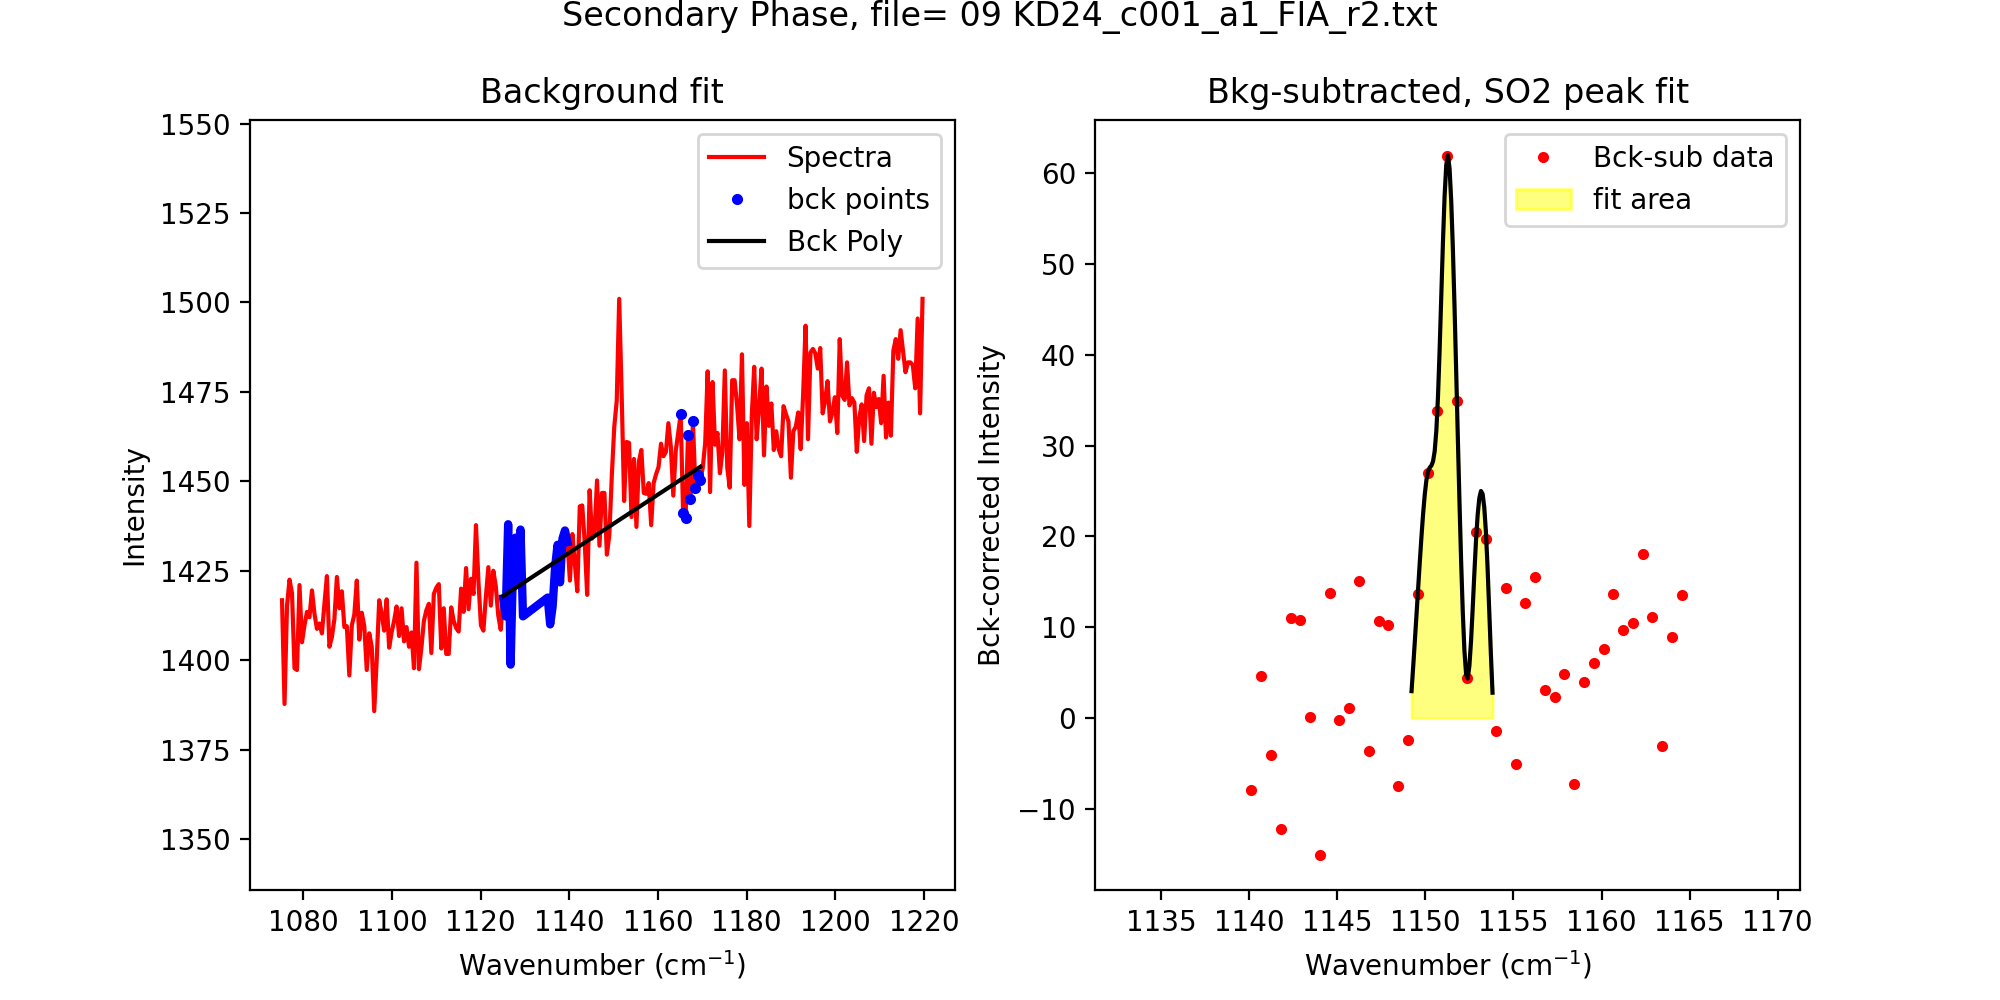 Secondary Phase, file= 09 KD24_c001_a1_FIA_r2.txt
Background fit
1550
1525
1500
1475
1450
1425
1400
1375
1350
Intensity
Spectra
bck points
Bck Poly
1080 1100 1120 1140 1160 1180 1200 1220
Wavenumber (cm⁻¹)
Bkg-subtracted, SO2 peak fit
60
50
40
30
20
10
0
−10
Bck-corrected Intensity
Bck-sub data
fit area
1135 1140 1145 1150 1155 1160 1165 1170
Wavenumber (cm⁻¹)